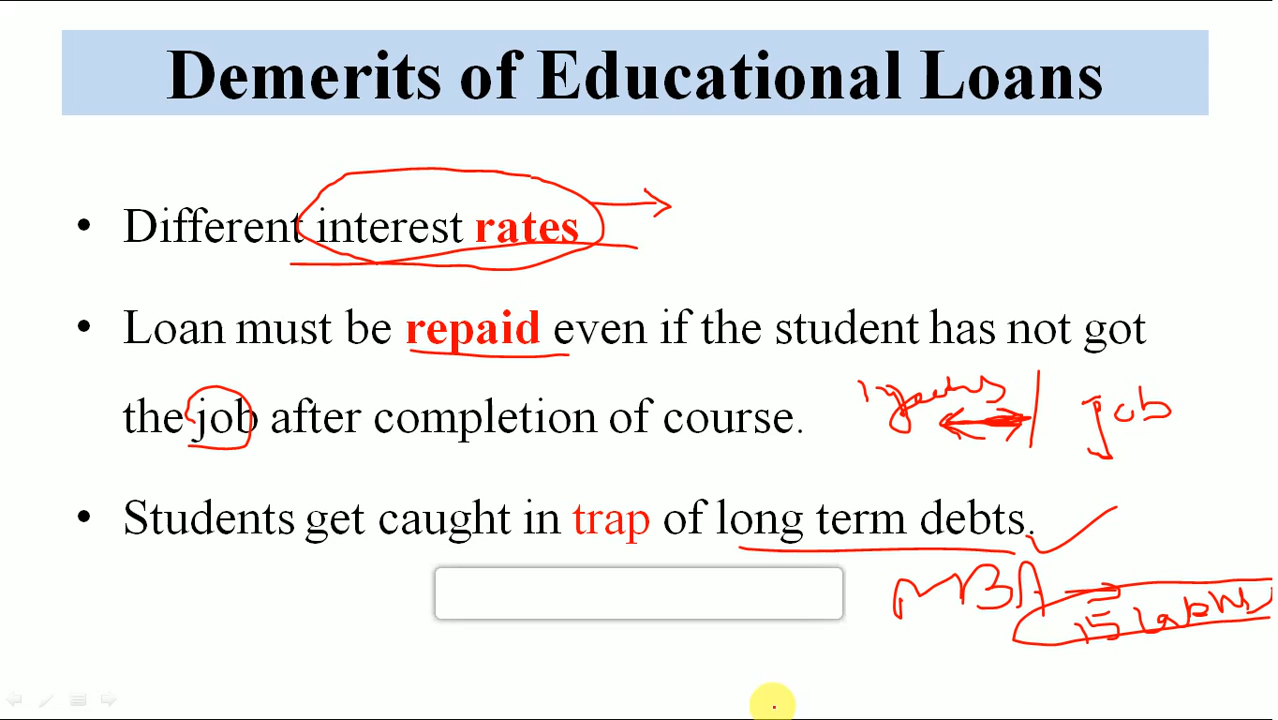 Demerits of Educational Loans
• Different interest rates
• Loan must be repaid even if the student has not got
the job after completion of course.
job
• Students get caught in trap of long term debts.
MBA
15 lakhs